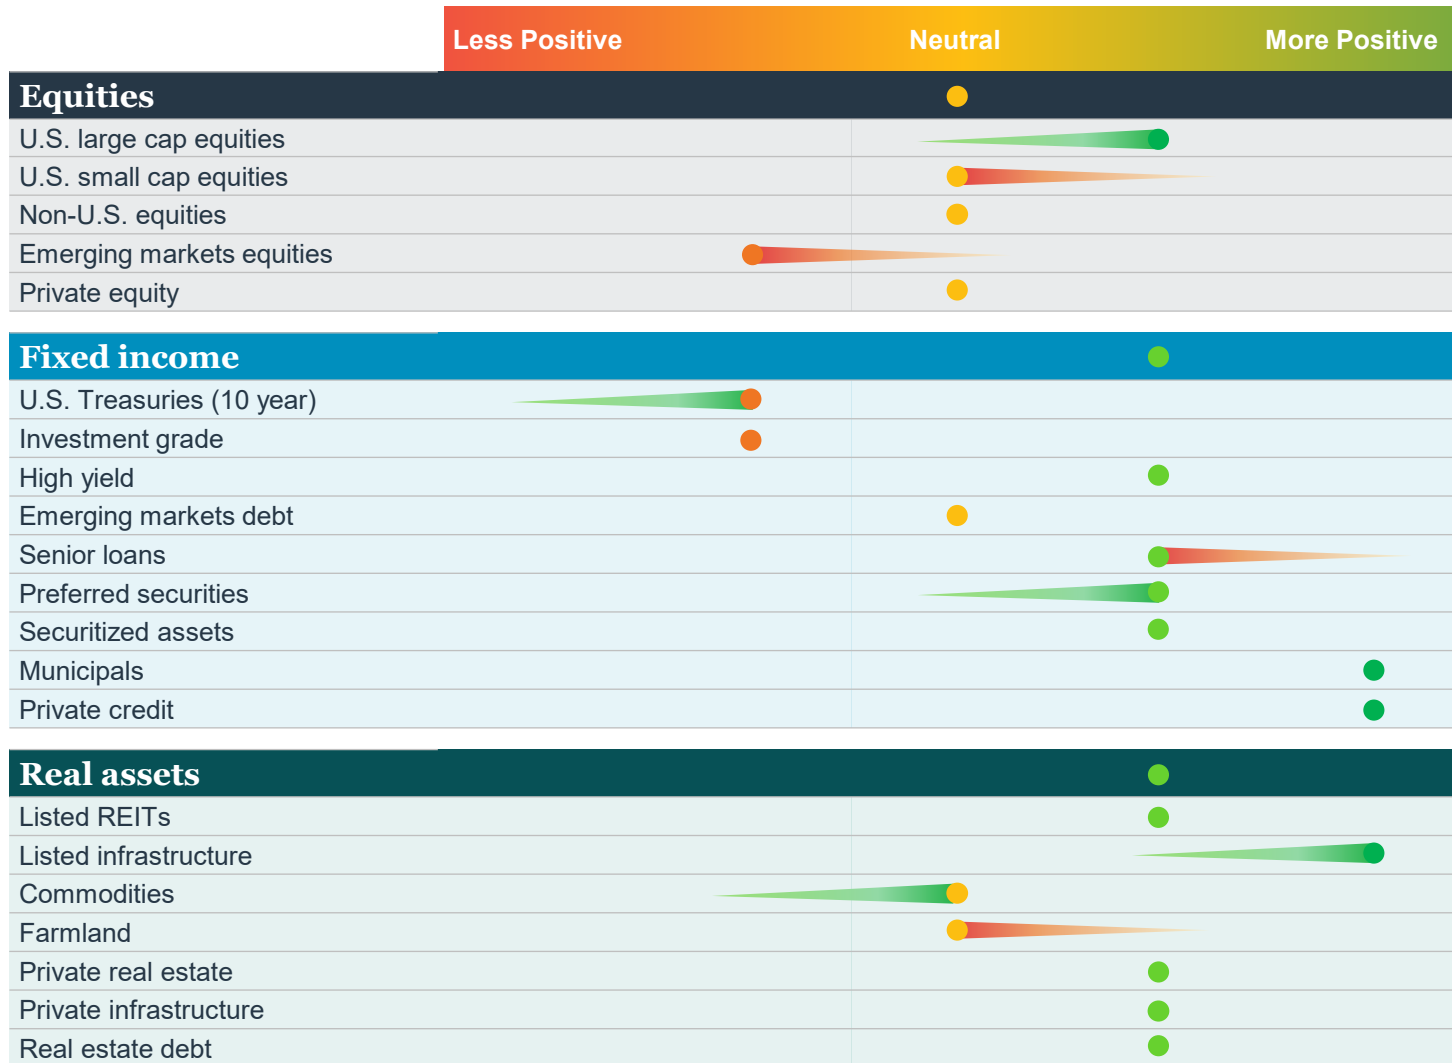 Less Positive Neutral More Positive
Equities
U.S. large cap equities
U.S. small cap equities
Non-U.S. equities
Emerging markets equities
Private equity
Fixed income
U.S. Treasuries (10 year)
Investment grade
High yield
Emerging markets debt
Senior loans
Preferred securities
Securitized assets
Municipals
Private credit
Real assets
Listed REITs
Listed infrastructure
Commodities
Farmland
Private real estate
Private infrastructure
Real estate debt